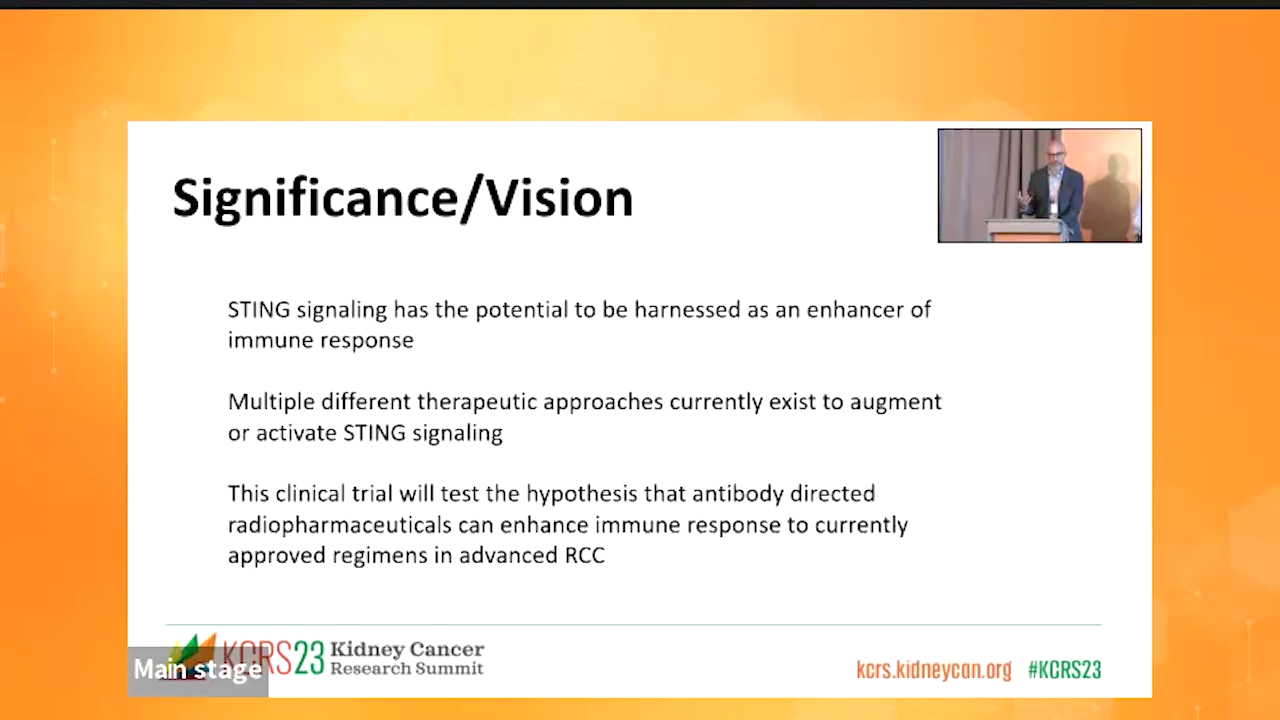 Significance/Vision
STING signaling has the potential to be harnessed as an enhancer of
immune response
Multiple different therapeutic approaches currently exist to augment
or activate STING signaling
This clinical trial will test the hypothesis that antibody directed
radiopharmaceuticals can enhance immune response to currently
approved regimens in advanced RCC
KCRS23 Kidney Cancer
Research Summit
Main stage
kcrs.kidneycan.org #KCRS23